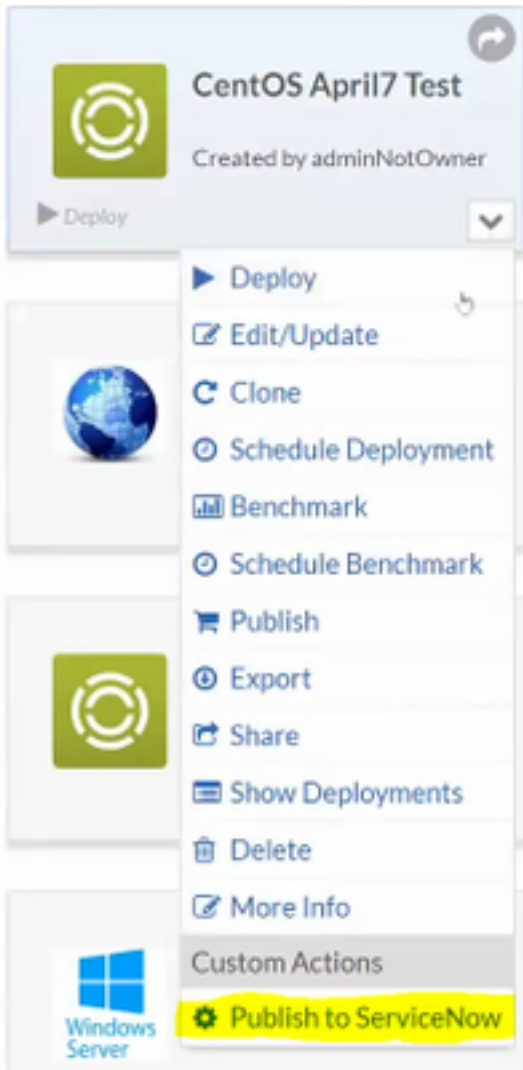 CentOS April7 Test
Created by adminNotOwner
Deploy
Deploy
Edit/Update
Clone
Schedule Deployment
Benchmark
Schedule Benchmark
Publish
Export
Share
Show Deployments
Delete
More Info
Custom Actions
Publish to ServiceNow
Windows
Server